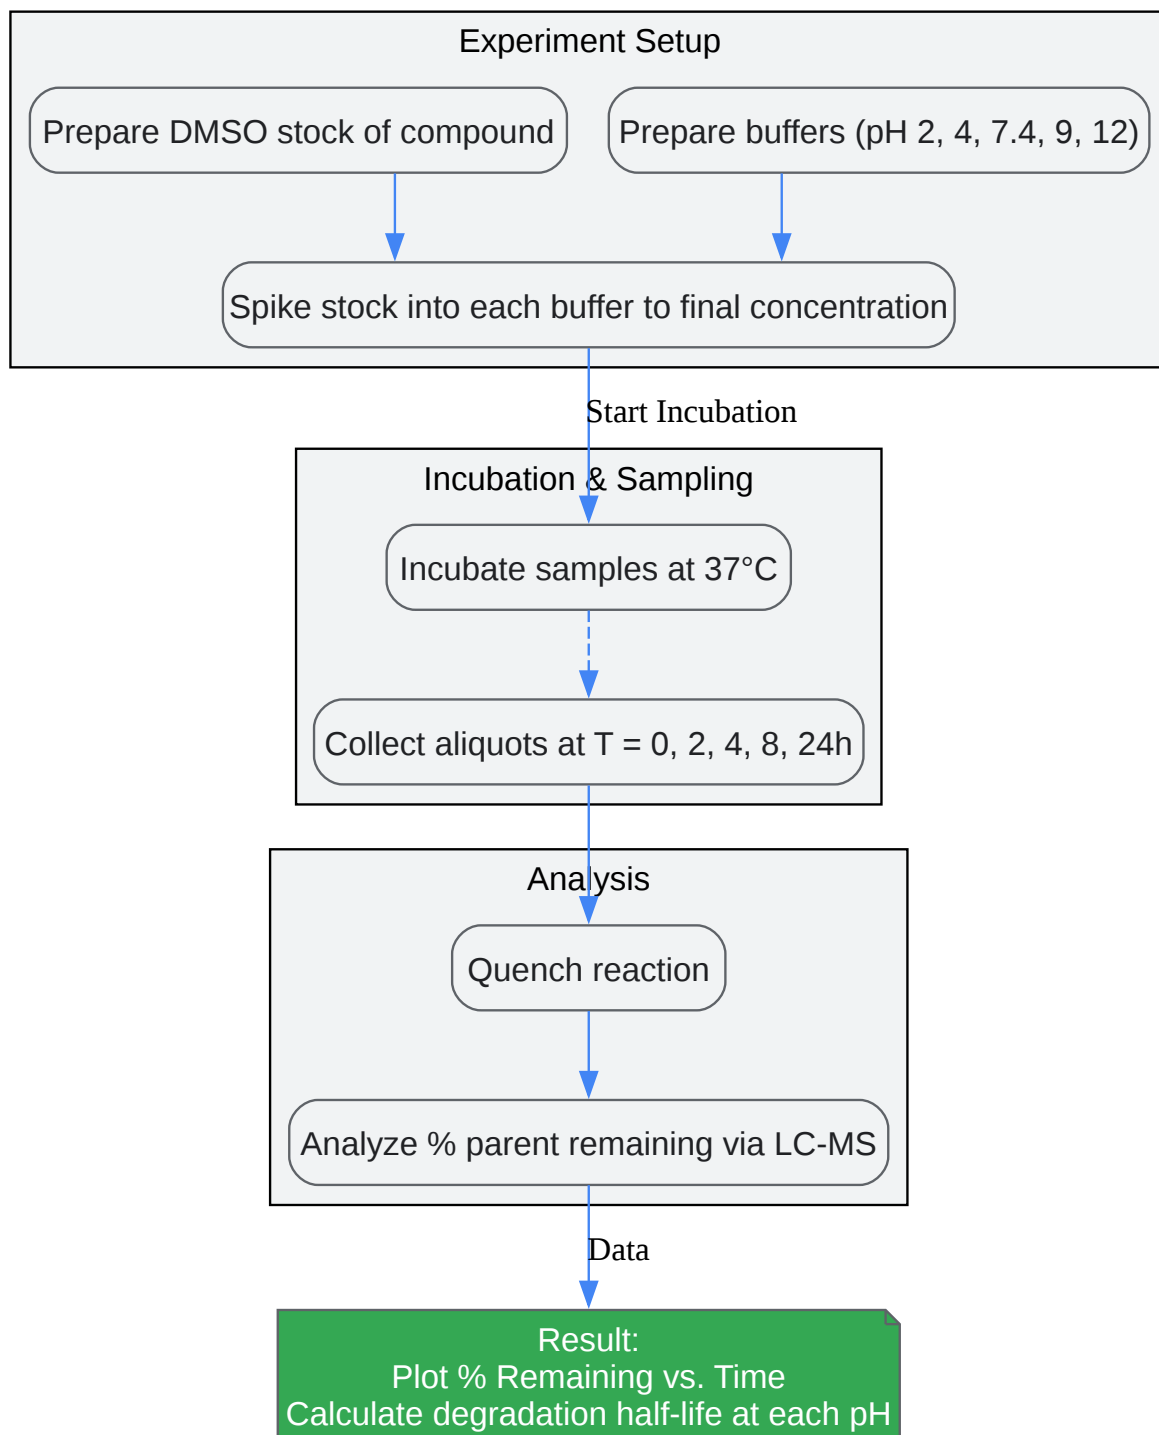 Experiment Setup
Prepare DMSO stock of compound
Prepare buffers (pH 2, 4, 7.4, 9, 12)
Spike stock into each buffer to final concentration
Start Incubation
Incubation & Sampling
Incubate samples at 37°C
Collect aliquots at T = 0, 2, 4, 8, 24h
Analysis
Quench reaction
Analyze % parent remaining via LC-MS
Data
Result:
Plot % Remaining vs. Time
Calculate degradation half-life at each pH